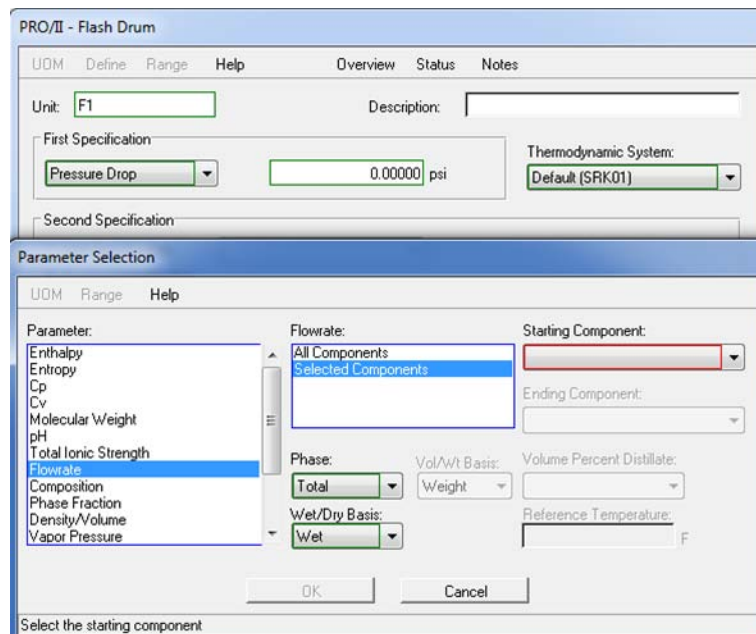 PRO/II - Flash Drum
UOM Define Range Help Overview Status Notes
Unit: F1 Description:
First Specification
Pressure Drop 0.00000 psi
Thermodynamic System:
Default (SRK01)
Second Specification
Parameter Selection
UOM Range Help
Parameter:
Enthalpy
Entropy
Cp
Cv
Molecular Weight
pH
Total Ionic Strength
Flowrate
Composition
Phase Fraction
Density/Volume
Vapor Pressure
Flowrate:
All Components
Selected Components
Starting Component:
Ending Component:
Phase:
Total
Vol/Wt Basis:
Weight
Volume Percent Distillate:
Wet/Dry Basis:
Wet
Reference Temperature:
F
OK Cancel
Select the starting component